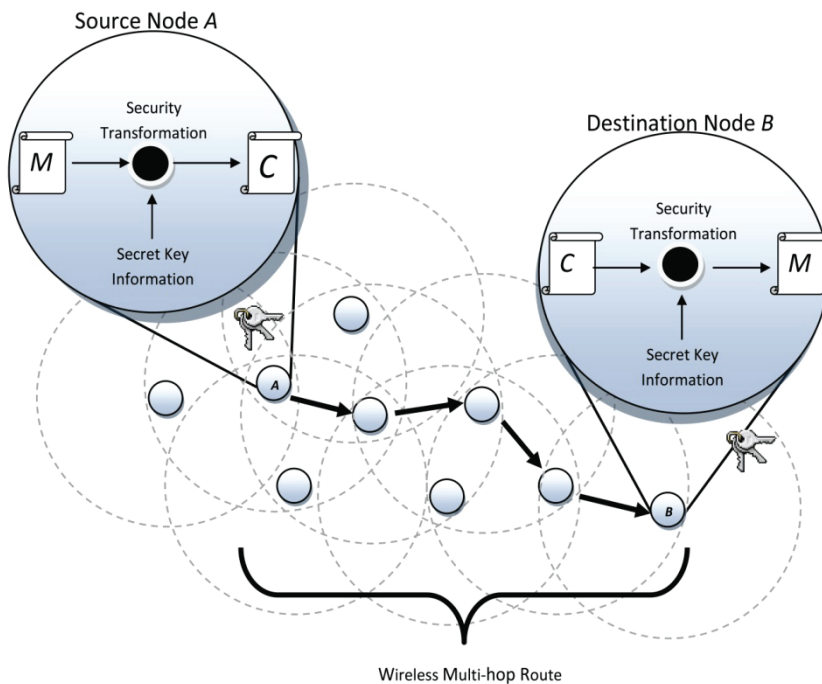 Source Node A
Security
Transformation
M
C
Secret Key
Information
Destination Node B
Security
Transformation
C
M
Secret Key
Information
A
B
Wireless Multi-hop Route